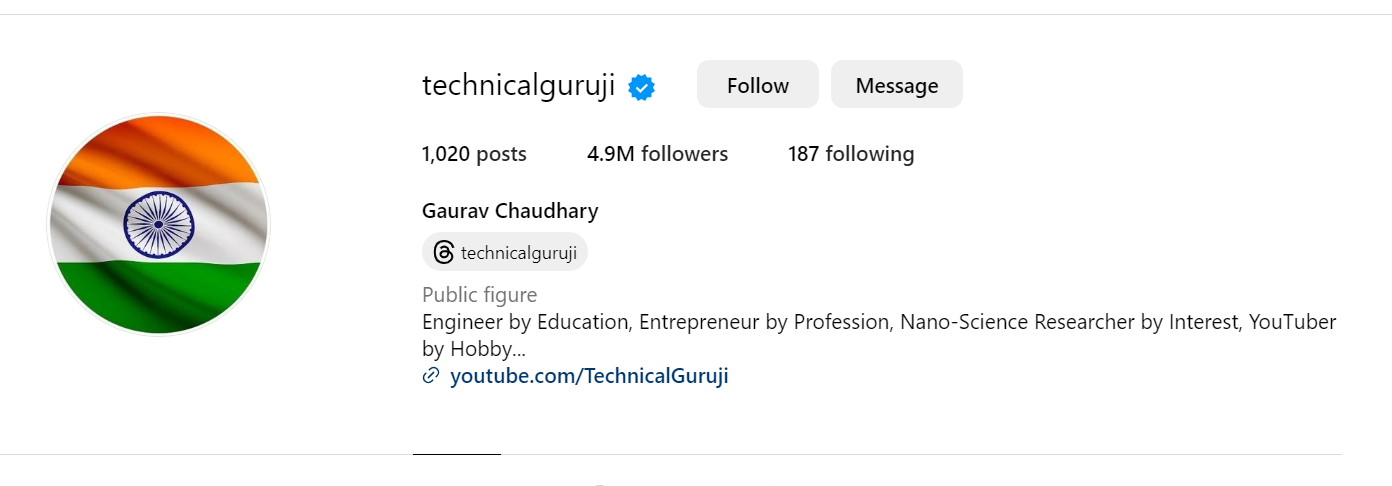 technicalguruji Follow Message
1,020 posts 4.9M followers 187 following
Gaurav Chaudhary
technicalguruji
Public figure
Engineer by Education, Entrepreneur by Profession, Nano-Science Researcher by Interest, YouTuber
by Hobby...
youtube.com/TechnicalGuruji